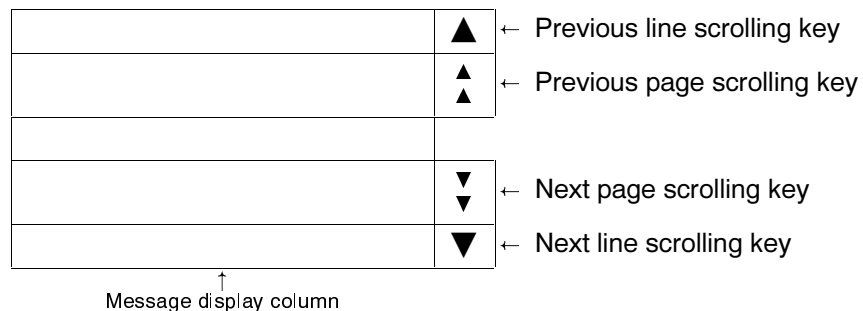 Previous line scrolling key
Previous page scrolling key
Next page scrolling key
Next line scrolling key
Message display column